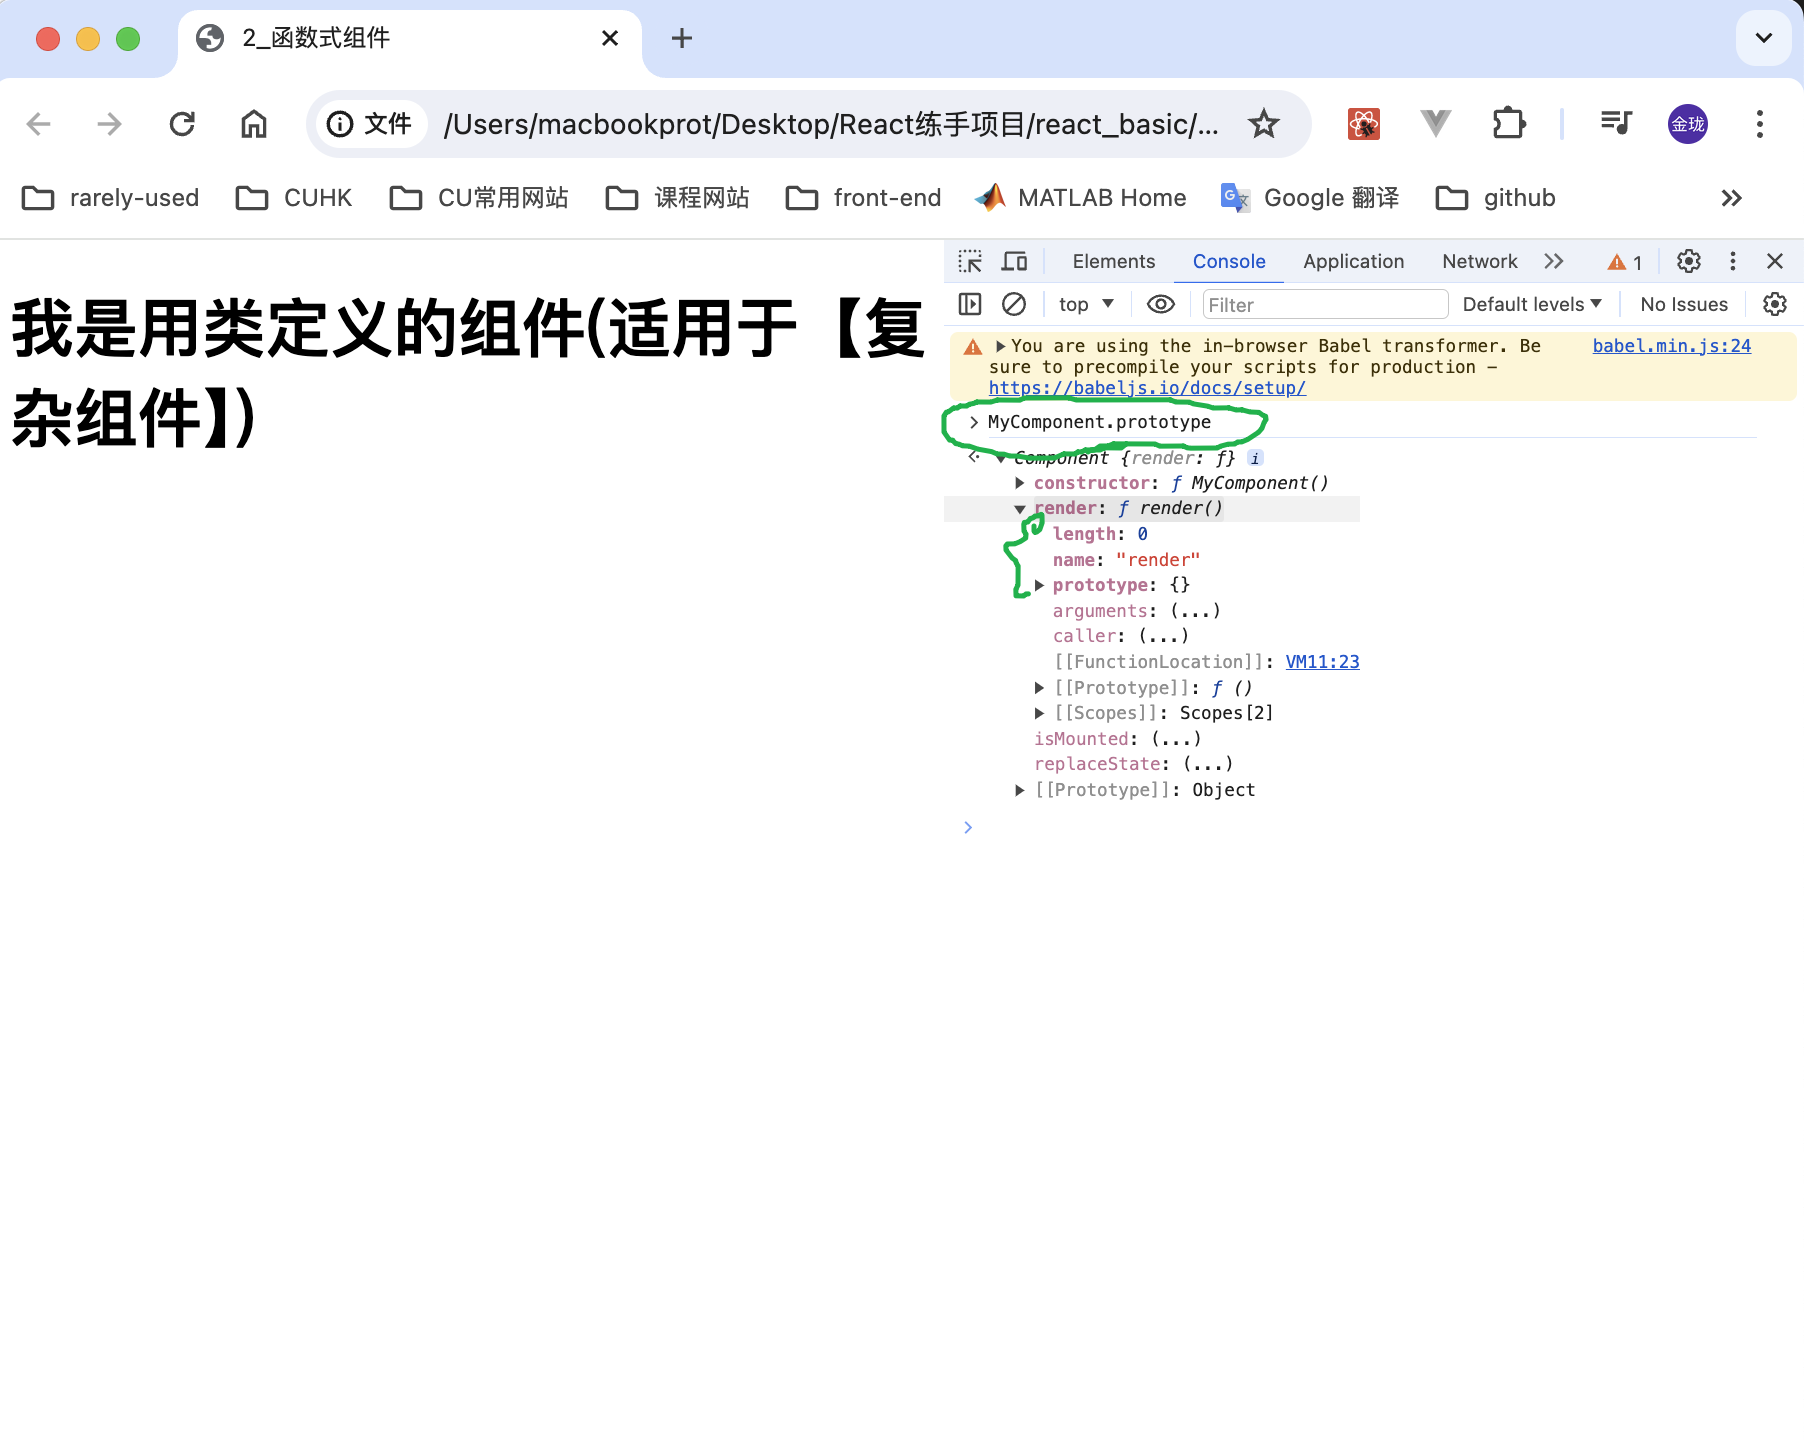 2_函数式组件
文件 /Users/macbookprot/Desktop/React练手项目/react_basic/... 金珑
rarely-used CUHK CU常用网站 课程网站 front-end MATLAB Home Google 翻译 github
我是用类定义的组件(适用于【复
杂组件】)
Elements Console Application Network 1
top Filter Default levels No Issues
You are using the in-browser Babel transformer. Be babel.min.js:24
sure to precompile your scripts for production –
https://babeljs.io/docs/setup/
> MyComponent.prototype
Component {render: ƒ} i
constructor: ƒ MyComponent()
render: ƒ render()
length: 0
name: "render"
prototype: {}
arguments: (...)
caller: (...)
[[FunctionLocation]]: VM11:23
[[Prototype]]: ƒ ()
[[Scopes]]: Scopes[2]
isMounted: (...)
replaceState: (...)
[[Prototype]]: Object
>